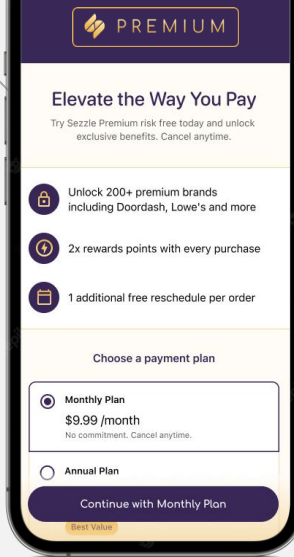 PREMIUM
Elevate the Way You Pay
Try Sezzle Premium risk free today and unlock
exclusive benefits. Cancel anytime.
Unlock 200+ premium brands
including Doordash, Lowe's and more
2x rewards points with every purchase
1 additional free reschedule per order
Choose a payment plan
Monthly Plan
$9.99 /month
No commitment. Cancel anytime.
Annual Plan
Continue with Monthly Plan
Best Value